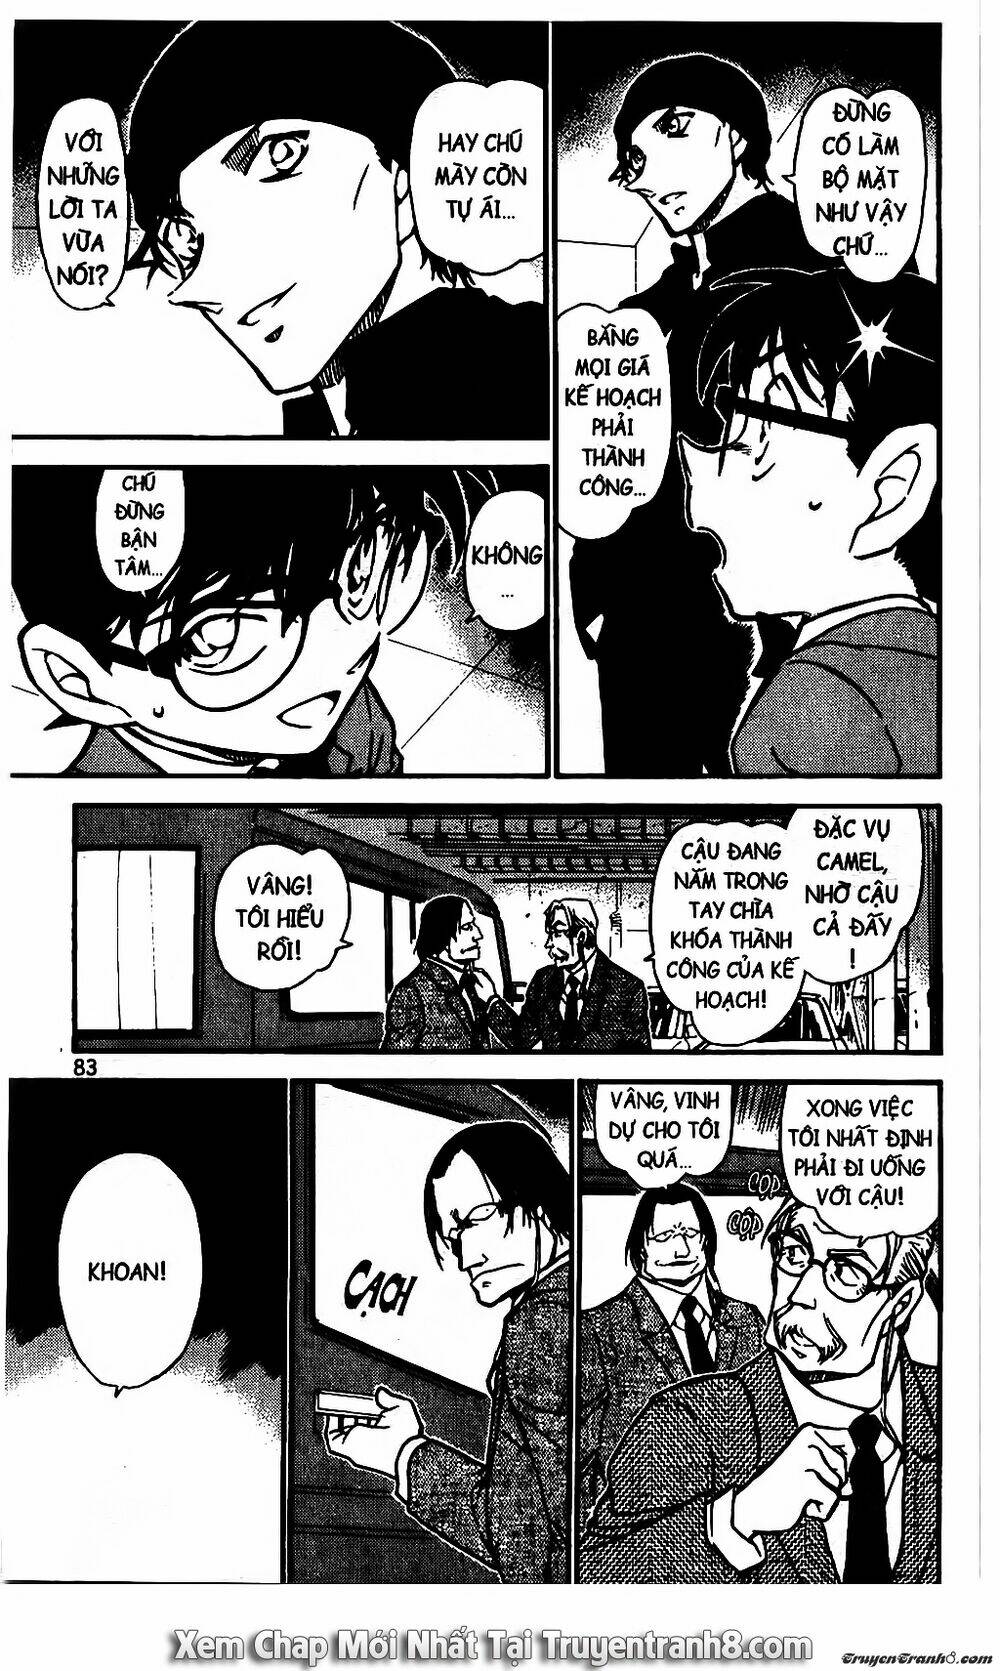 ĐỪNG
CÓ LÀM
BỘ MẶT
NHƯ VẬY
CHỨ...
BẰNG
MỌI GIÁ
KẾ HOẠCH
PHẢI
THÀNH
CÔNG...
HAY CHÚ
MÀY CÒN
TỰ ÁI...
VỚI
NHỮNG
LỜI TA
VỪA
NÓI?
KHÔNG
...
CHÚ
ĐỪNG
BẬN
TÂM...
ĐẶC VỤ
CAMEL,
NHỜ CẬU
CẢ ĐẤY
!
CẬU ĐANG
NẮM TRONG
TAY CHÌA
KHÓA THÀNH
CÔNG CỦA KẾ
HOẠCH!
VÂNG!
TÔI HIỂU
RỒI!
83
XONG VIỆC
TÔI NHẤT ĐỊNH
PHẢI ĐI UỐNG
VỚI CẬU!
VÂNG, VINH
DỰ CHO TÔI
QUÁ...
CỘP
CỘP
CẠCH
KHOAN!
Xem Chap Mới Nhất Tại Truyentranh8.com
TruyenTranh8.com